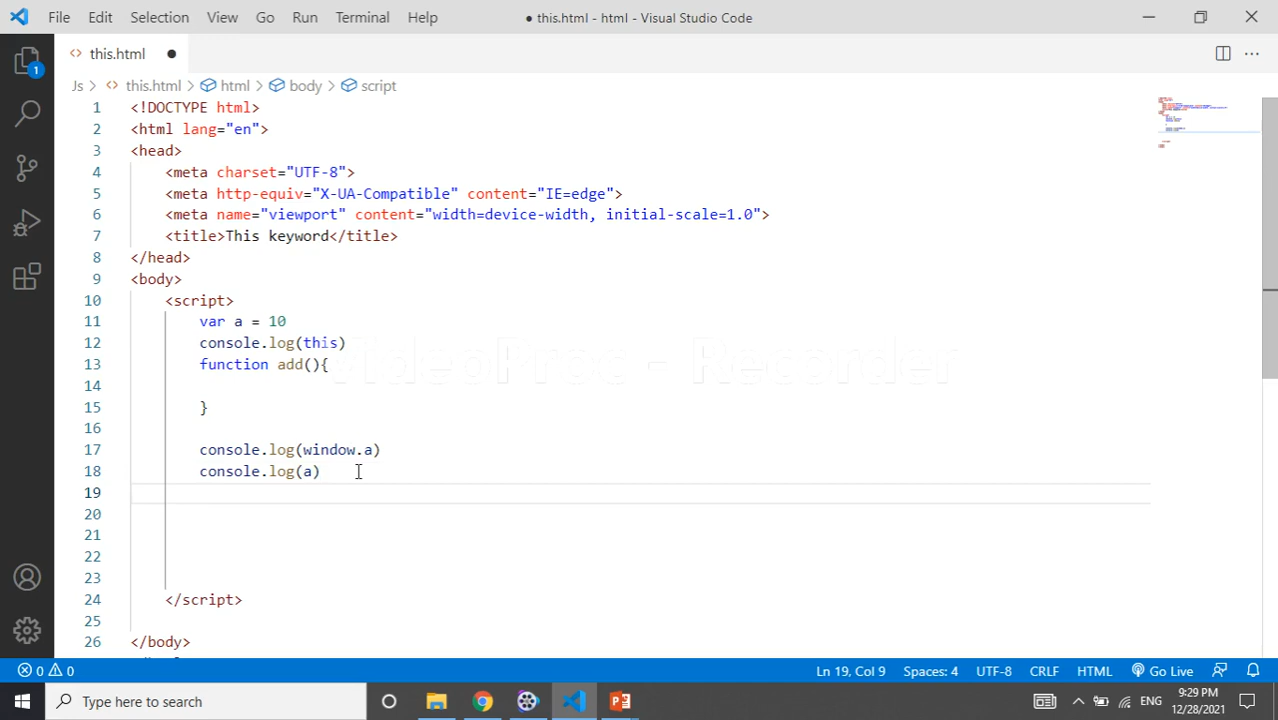 File Edit Selection View Go Run Terminal Help ● this.html - html - Visual Studio Code
<> this.html ●
1
Js > <> this.html > html > body > script
1 <!DOCTYPE html>
2 <html lang="en">
3 <head>
4 <meta charset="UTF-8">
5 <meta http-equiv="X-UA-Compatible" content="IE=edge">
6 <meta name="viewport" content="width=device-width, initial-scale=1.0">
7 <title>This keyword</title>
8 </head>
9 <body>
10 <script>
11 var a = 10
12 console.log(this)
13 function add(){
14
15 }
16
17 console.log(window.a)
18 console.log(a)
19
20
21
22
23
24 </script>
25
26 </body>
VideoProc - Recorder
0 0 Ln 19, Col 9 Spaces: 4 UTF-8 CRLF HTML Go Live
Type here to search ENG 9:29 PM
12/28/2021